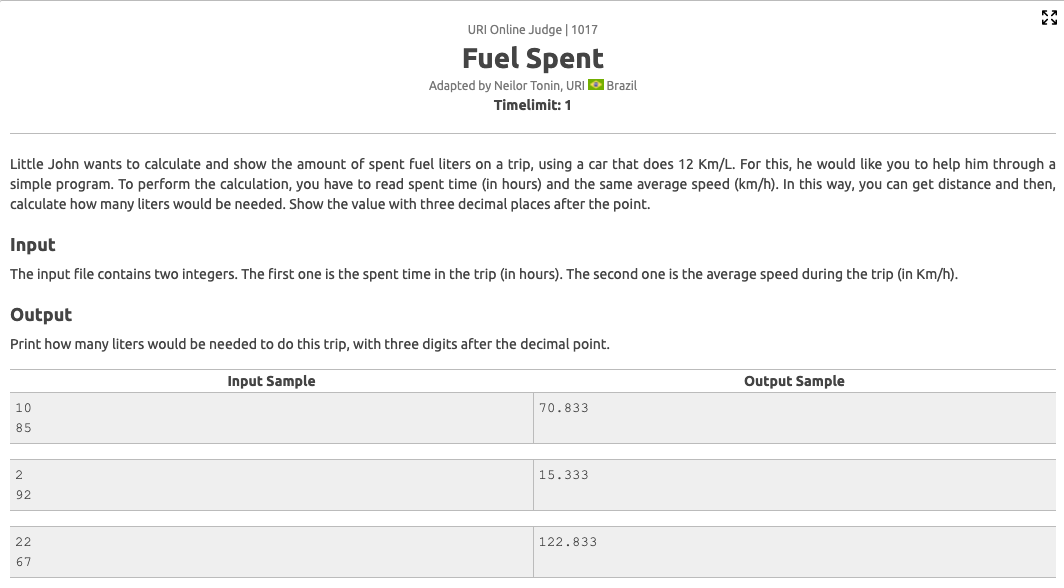 URI Online Judge | 1017
Fuel Spent
Adapted by Neilor Tonin, URI Brazil
Timelimit: 1
Little John wants to calculate and show the amount of spent fuel liters on a trip, using a car that does 12 Km/L. For this, he would like you to help him through a
simple program. To perform the calculation, you have to read spent time (in hours) and the same average speed (km/h). In this way, you can get distance and then,
calculate how many liters would be needed. Show the value with three decimal places after the point.
Input
The input file contains two integers. The first one is the spent time in the trip (in hours). The second one is the average speed during the trip (in Km/h).
Output
Print how many liters would be needed to do this trip, with three digits after the decimal point.
Input Sample Output Sample
10 70.833
85
2 15.333
92
22 122.833
67